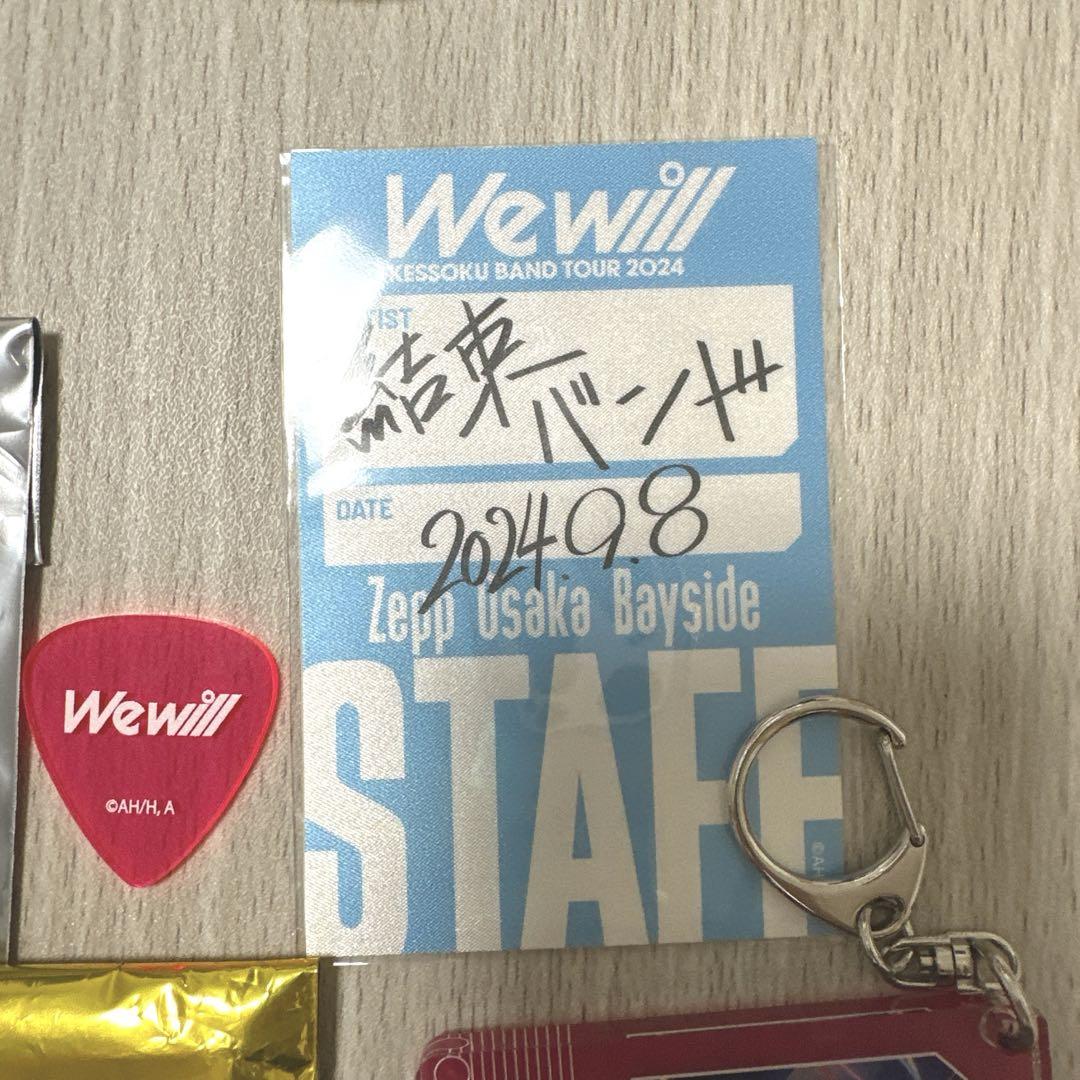 We will
KESSOKU BAND TOUR 2024
結束バンド
DATE
2024.9.8
Zepp Osaka Bayside
STAFF
We will
©AH/H, A